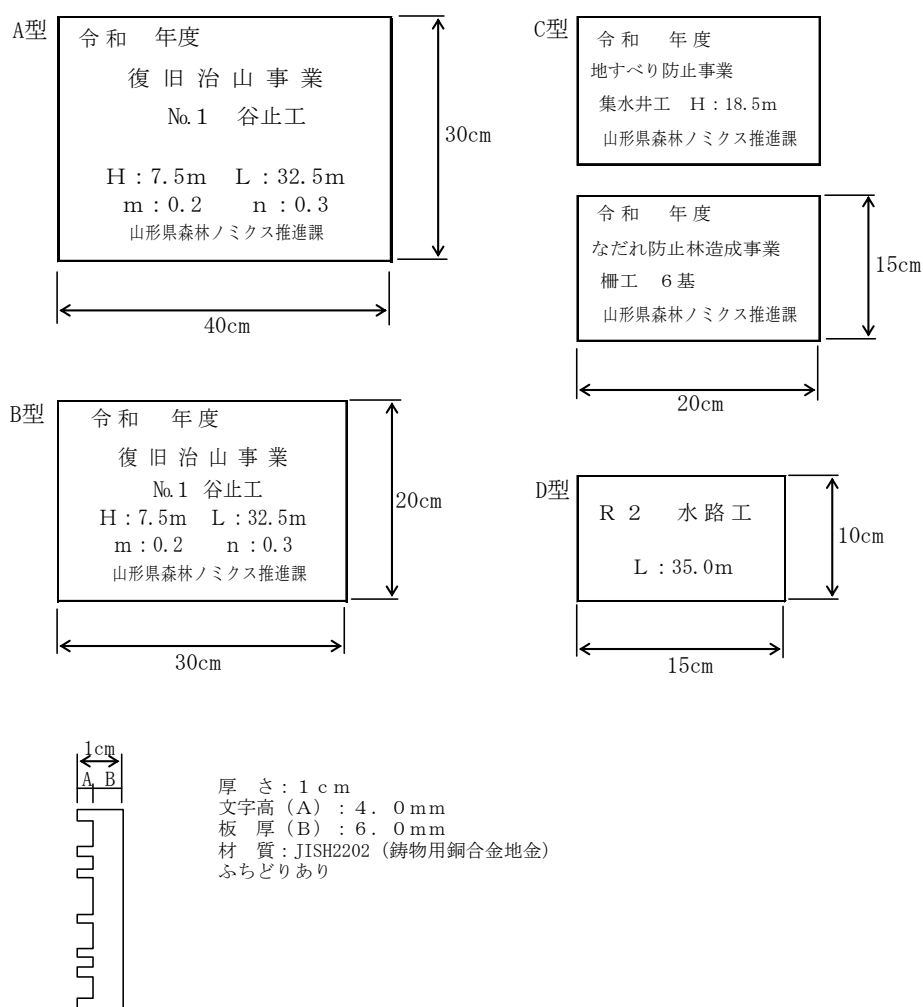 A型
令和　年度
復旧治山事業
№1　谷止工
H：7.5m　L：32.5m
m：0.2　n：0.3
山形県森林ノミクス推進課
30cm
40cm
B型
令和　年度
復旧治山事業
№1 谷止工
H：7.5m　L：32.5m
m：0.2　n：0.3
山形県森林ノミクス推進課
20cm
30cm
C型
令和　年度
地すべり防止事業
集水井工　H：18.5m
山形県森林ノミクス推進課
令和　年度
なだれ防止林造成事業
柵工　６基
山形県森林ノミクス推進課
15cm
20cm
D型
R 2　水路工
L：35.0m
10cm
15cm
1cm
A B
厚　さ：１ｃｍ
文字高（A）：４．０mm
板　厚（B）：６．０mm
材　質：JISH2202（鋳物用銅合金地金）
ふちどりあり